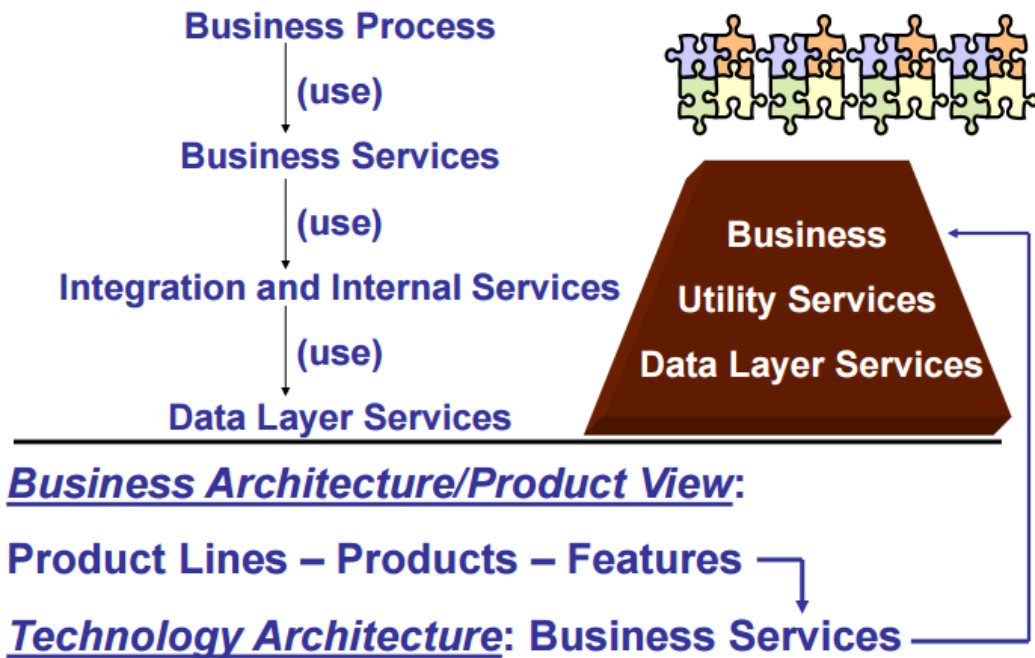 Business Process
(use)
Business Services
(use)
Integration and Internal Services
(use)
Data Layer Services
Business
Utility Services
Data Layer Services
Business Architecture/Product View:
Product Lines – Products – Features
Technology Architecture: Business Services